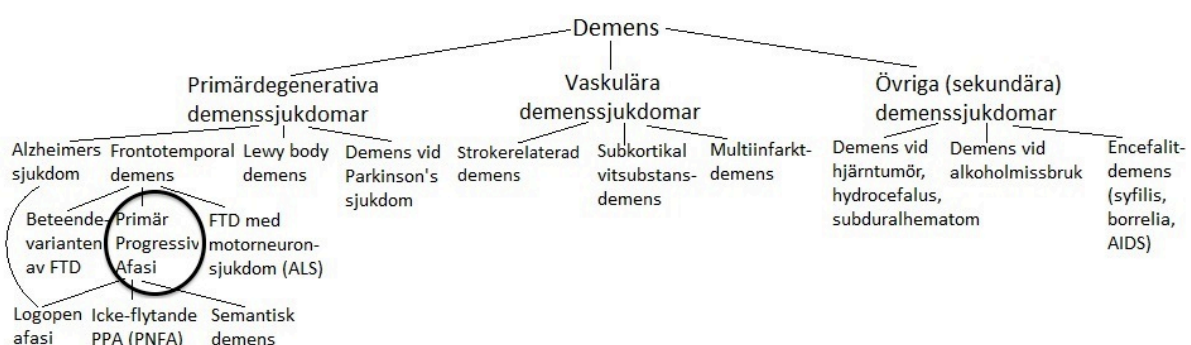 Demens
Primärdegenerativa
demenssjukdomar
Vaskulära
demenssjukdomar
Övriga (sekundära)
demenssjukdomar
Alzheimers
sjukdom
Frontotemporal
demens
Lewy body
demens
Demens vid
Parkinson's
sjukdom
Strokerelaterad
demens
Subkortikal
vitsubstans-
demens
Multiinfarkt-
demens
Demens vid
hjärntumör,
hydrocefalus,
subduralhematom
Demens vid
alkoholmissbruk
Encefalit-
demens
(syfilis,
borrelia,
AIDS)
Beteende-
varianten
av FTD
Primär
Progressiv
Afasi
FTD med
motorneuron-
sjukdom (ALS)
Logopen
afasi
Icke-flytande
PPA (PNFA)
Semantisk
demens